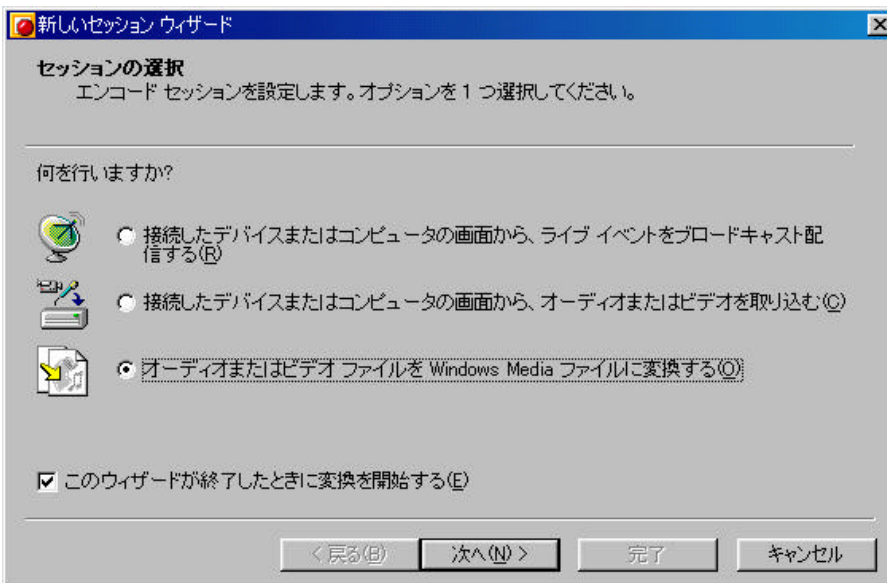 新しいセッション ウィザード
セッションの選択
エンコード セッションを設定します。オプションを 1 つ選択してください。
何を行いますか?
接続したデバイスまたはコンピュータの画面から、ライブ イベントをブロードキャスト配
信する(R)
接続したデバイスまたはコンピュータの画面から、オーディオまたはビデオを取り込む(C)
オーディオまたはビデオ ファイルを Windows Media ファイルに変換する(O)
このウィザードが終了したときに変換を開始する(E)
< 戻る(B)
次へ(N) >
完了
キャンセル